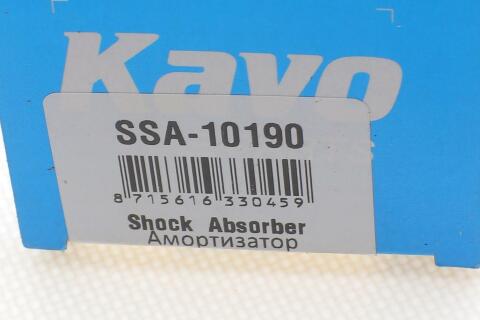 Kavo
SSA-10190
8 715616 330459
Shock Absorber
Амортизатор